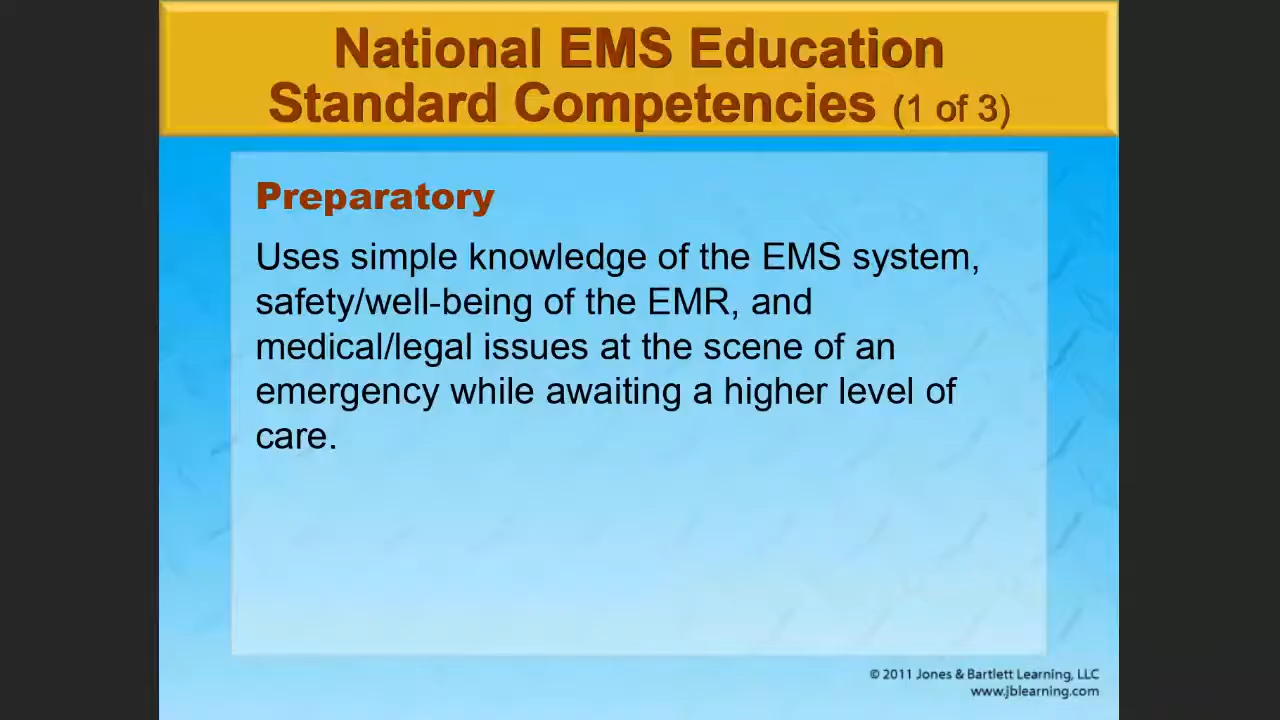 National EMS Education
Standard Competencies (1 of 3)
Preparatory
Uses simple knowledge of the EMS system,
safety/well-being of the EMR, and
medical/legal issues at the scene of an
emergency while awaiting a higher level of
care.
© 2011 Jones & Bartlett Learning, LLC
www.jblearning.com